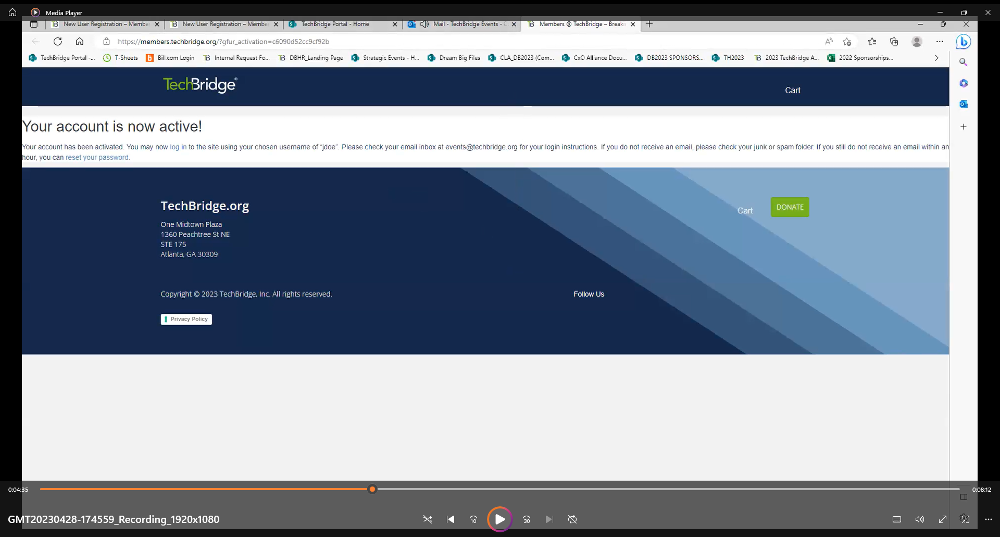 Media Player
New User Registration – Membe
New User Registration – Membe
TechBridge Portal - Home
Mail - TechBridge Events -
Members @ TechBridge – Breaki
https://members.techbridge.org/?gfur_activation=c6090d52cc9cf92b
TechBridge Portal -...
T-Sheets
Bill.com Login
Internal Request Fo...
DBHR_Landing Page
Strategic Events - H...
Dream Big Files
CLA_DB2023 (Com...
CxO Alliance Docu...
DB2023 SPONSORS...
TH2023
2023 TechBridge A...
2022 Sponsorships...
TechBridge®
Cart
Your account is now active!
Your account has been activated. You may now log in to the site using your chosen username of “jdoe”. Please check your email inbox at events@techbridge.org for your login instructions. If you do not receive an email, please check your junk or spam folder. If you still do not receive an email within an
hour, you can reset your password.
TechBridge.org
Cart
DONATE
One Midtown Plaza
1360 Peachtree St NE
STE 175
Atlanta, GA 30309
Copyright © 2023 TechBridge, Inc. All rights reserved.
Follow Us
Privacy Policy
0:04:35
0:08:12
GMT20230428-174559_Recording_1920x1080
10
30